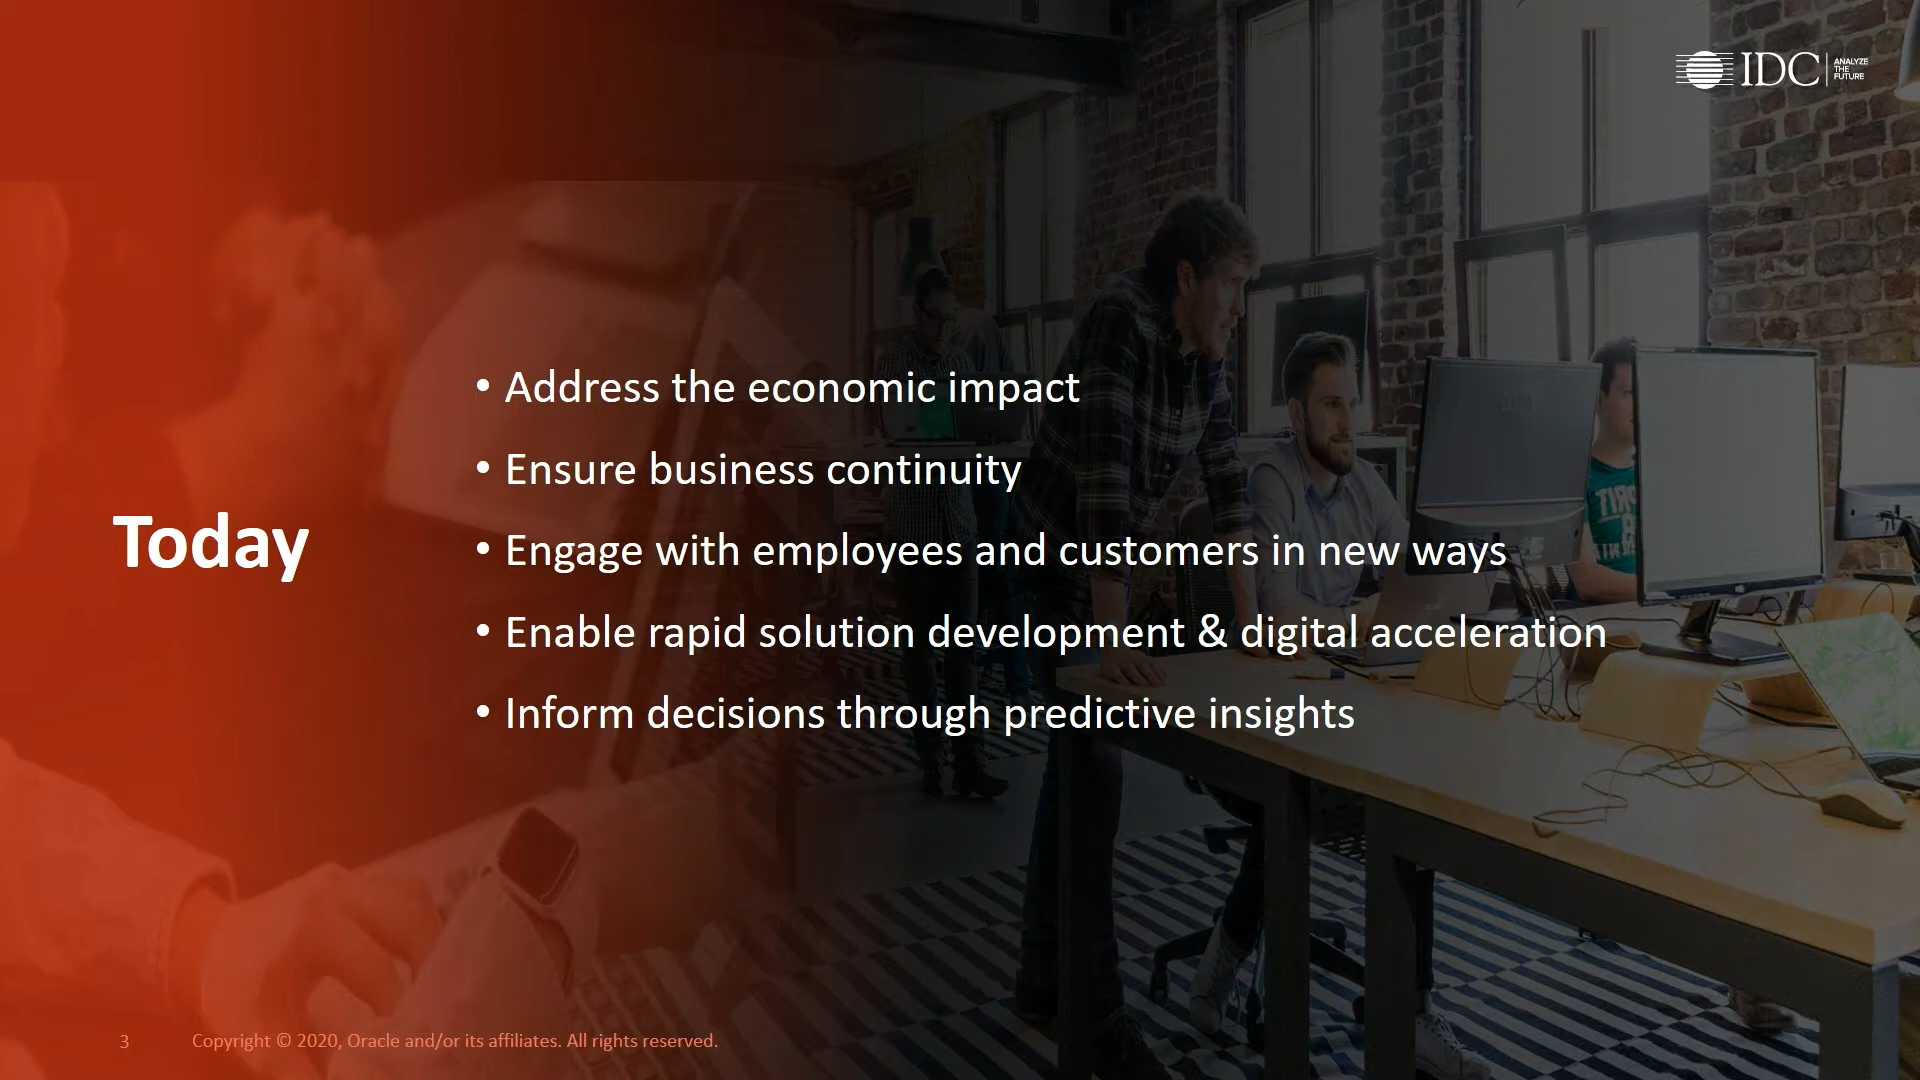 IDC
ANALYZE
THE
FUTURE
Today
• Address the economic impact
• Ensure business continuity
• Engage with employees and customers in new ways
• Enable rapid solution development & digital acceleration
• Inform decisions through predictive insights
3
Copyright © 2020, Oracle and/or its affiliates. All rights reserved.